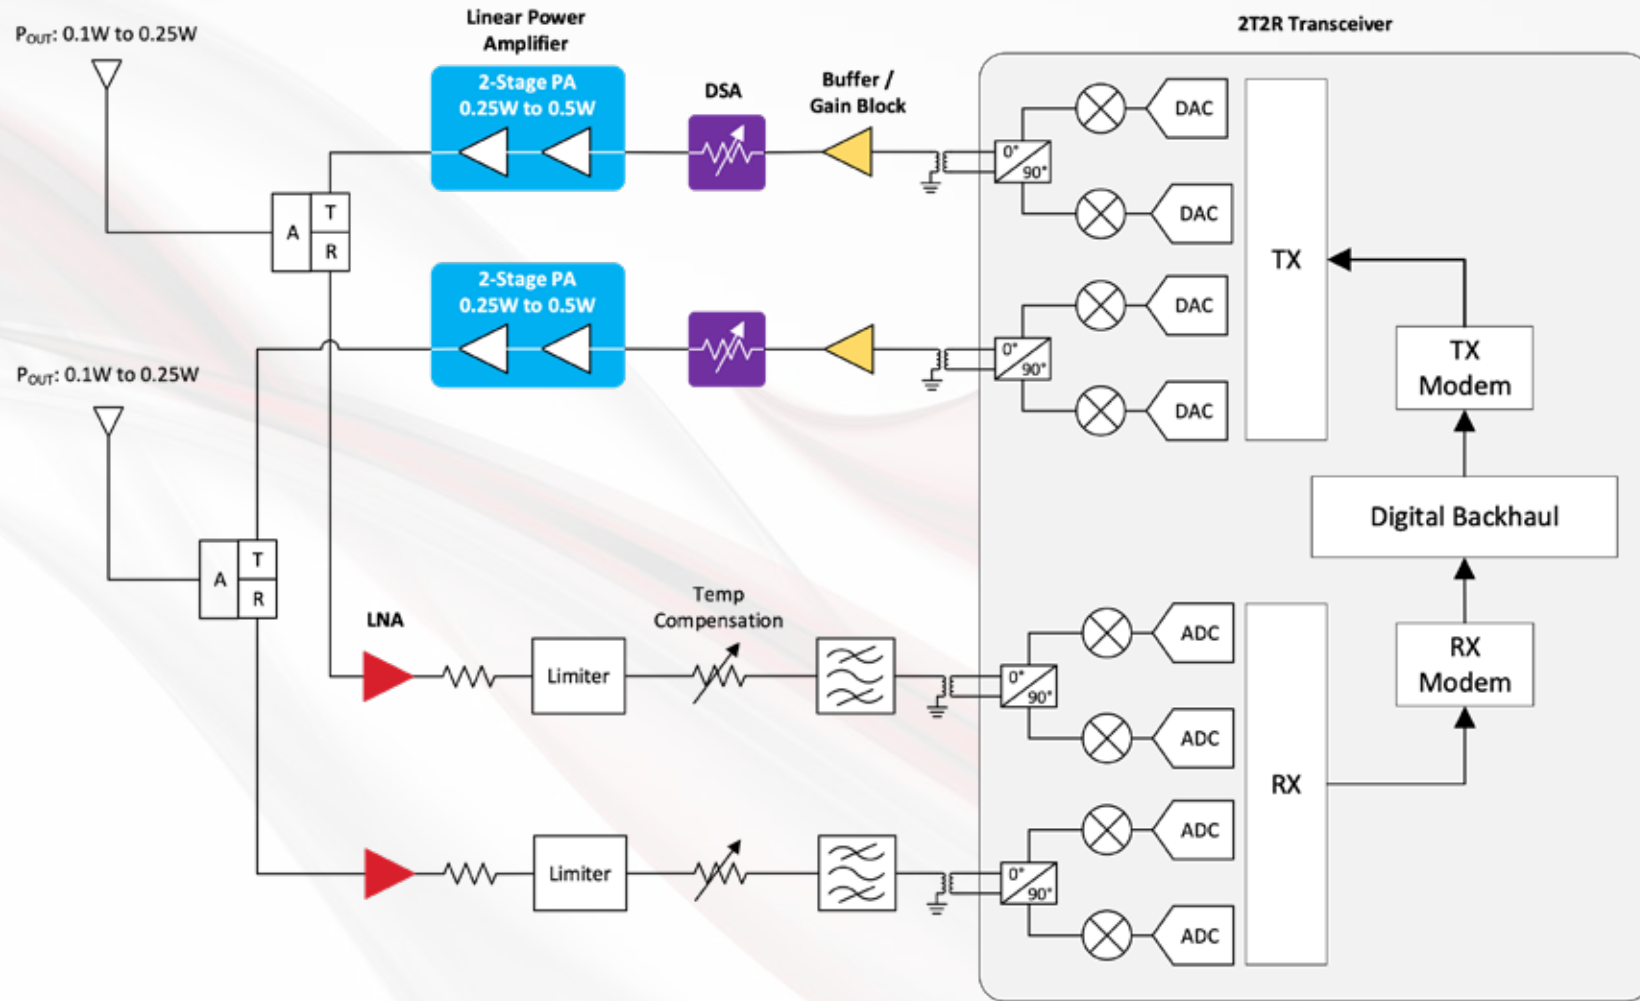 P_OUT: 0.1W to 0.25W
Linear Power
Amplifier
2T2R Transceiver
2-Stage PA
0.25W to 0.5W
DSA
Buffer /
Gain Block
0°
90°
DAC
DAC
A
T
R
TX
2-Stage PA
0.25W to 0.5W
0°
90°
DAC
DAC
P_OUT: 0.1W to 0.25W
TX
Modem
Digital Backhaul
A
T
R
LNA
Temp
Compensation
Limiter
0°
90°
ADC
ADC
RX
Modem
RX
Limiter
0°
90°
ADC
ADC